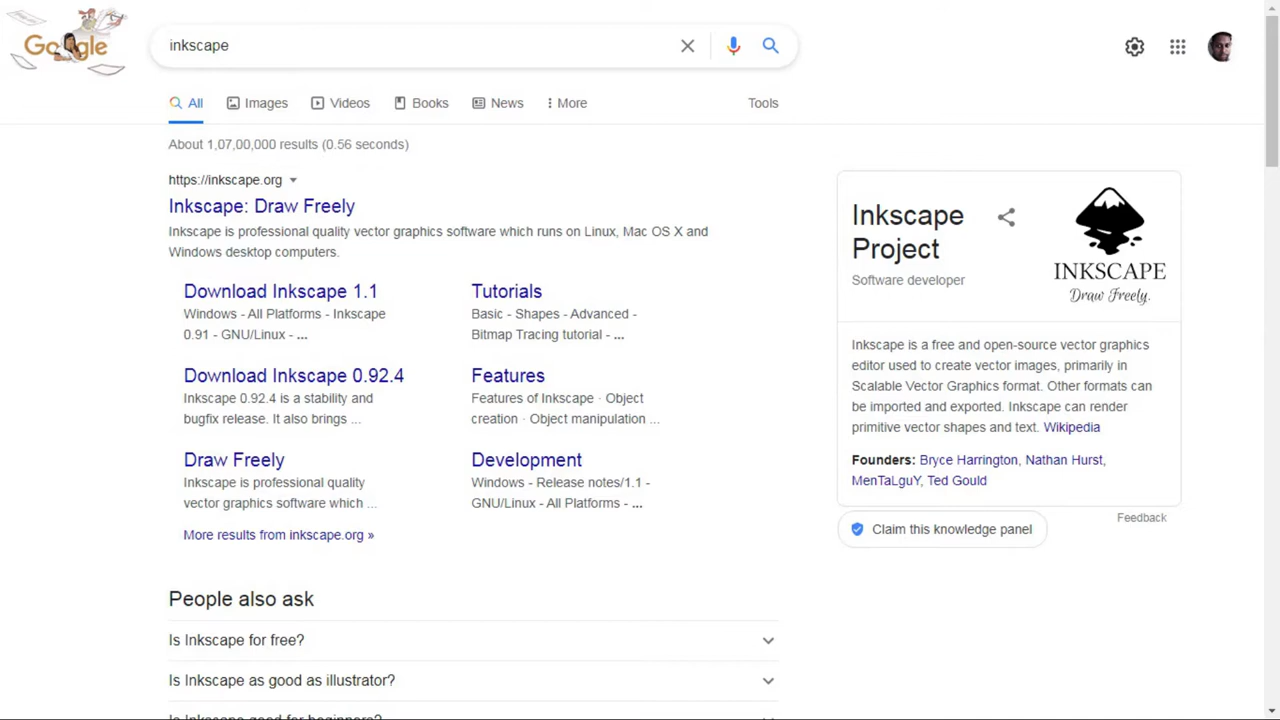 Google
inkscape
All
Images
Videos
Books
News
More
Tools
About 1,07,00,000 results (0.56 seconds)
https://inkscape.org
Inkscape: Draw Freely
Inkscape is professional quality vector graphics software which runs on Linux, Mac OS X and
Windows desktop computers.
Download Inkscape 1.1
Windows - All Platforms - Inkscape
0.91 - GNU/Linux - ...
Tutorials
Basic - Shapes - Advanced -
Bitmap Tracing tutorial - ...
Download Inkscape 0.92.4
Inkscape 0.92.4 is a stability and
bugfix release. It also brings ...
Features
Features of Inkscape · Object
creation · Object manipulation ...
Draw Freely
Inkscape is professional quality
vector graphics software which ...
Development
Windows - Release notes/1.1 -
GNU/Linux - All Platforms - ...
More results from inkscape.org »
People also ask
Is Inkscape for free?
Is Inkscape as good as illustrator?
Is Inkscape good for beginners?
Inkscape
Project
Software developer
INKSCAPE
Draw Freely.
Inkscape is a free and open-source vector graphics
editor used to create vector images, primarily in
Scalable Vector Graphics format. Other formats can
be imported and exported. Inkscape can render
primitive vector shapes and text. Wikipedia
Founders: Bryce Harrington, Nathan Hurst,
MenTaLguY, Ted Gould
Feedback
Claim this knowledge panel